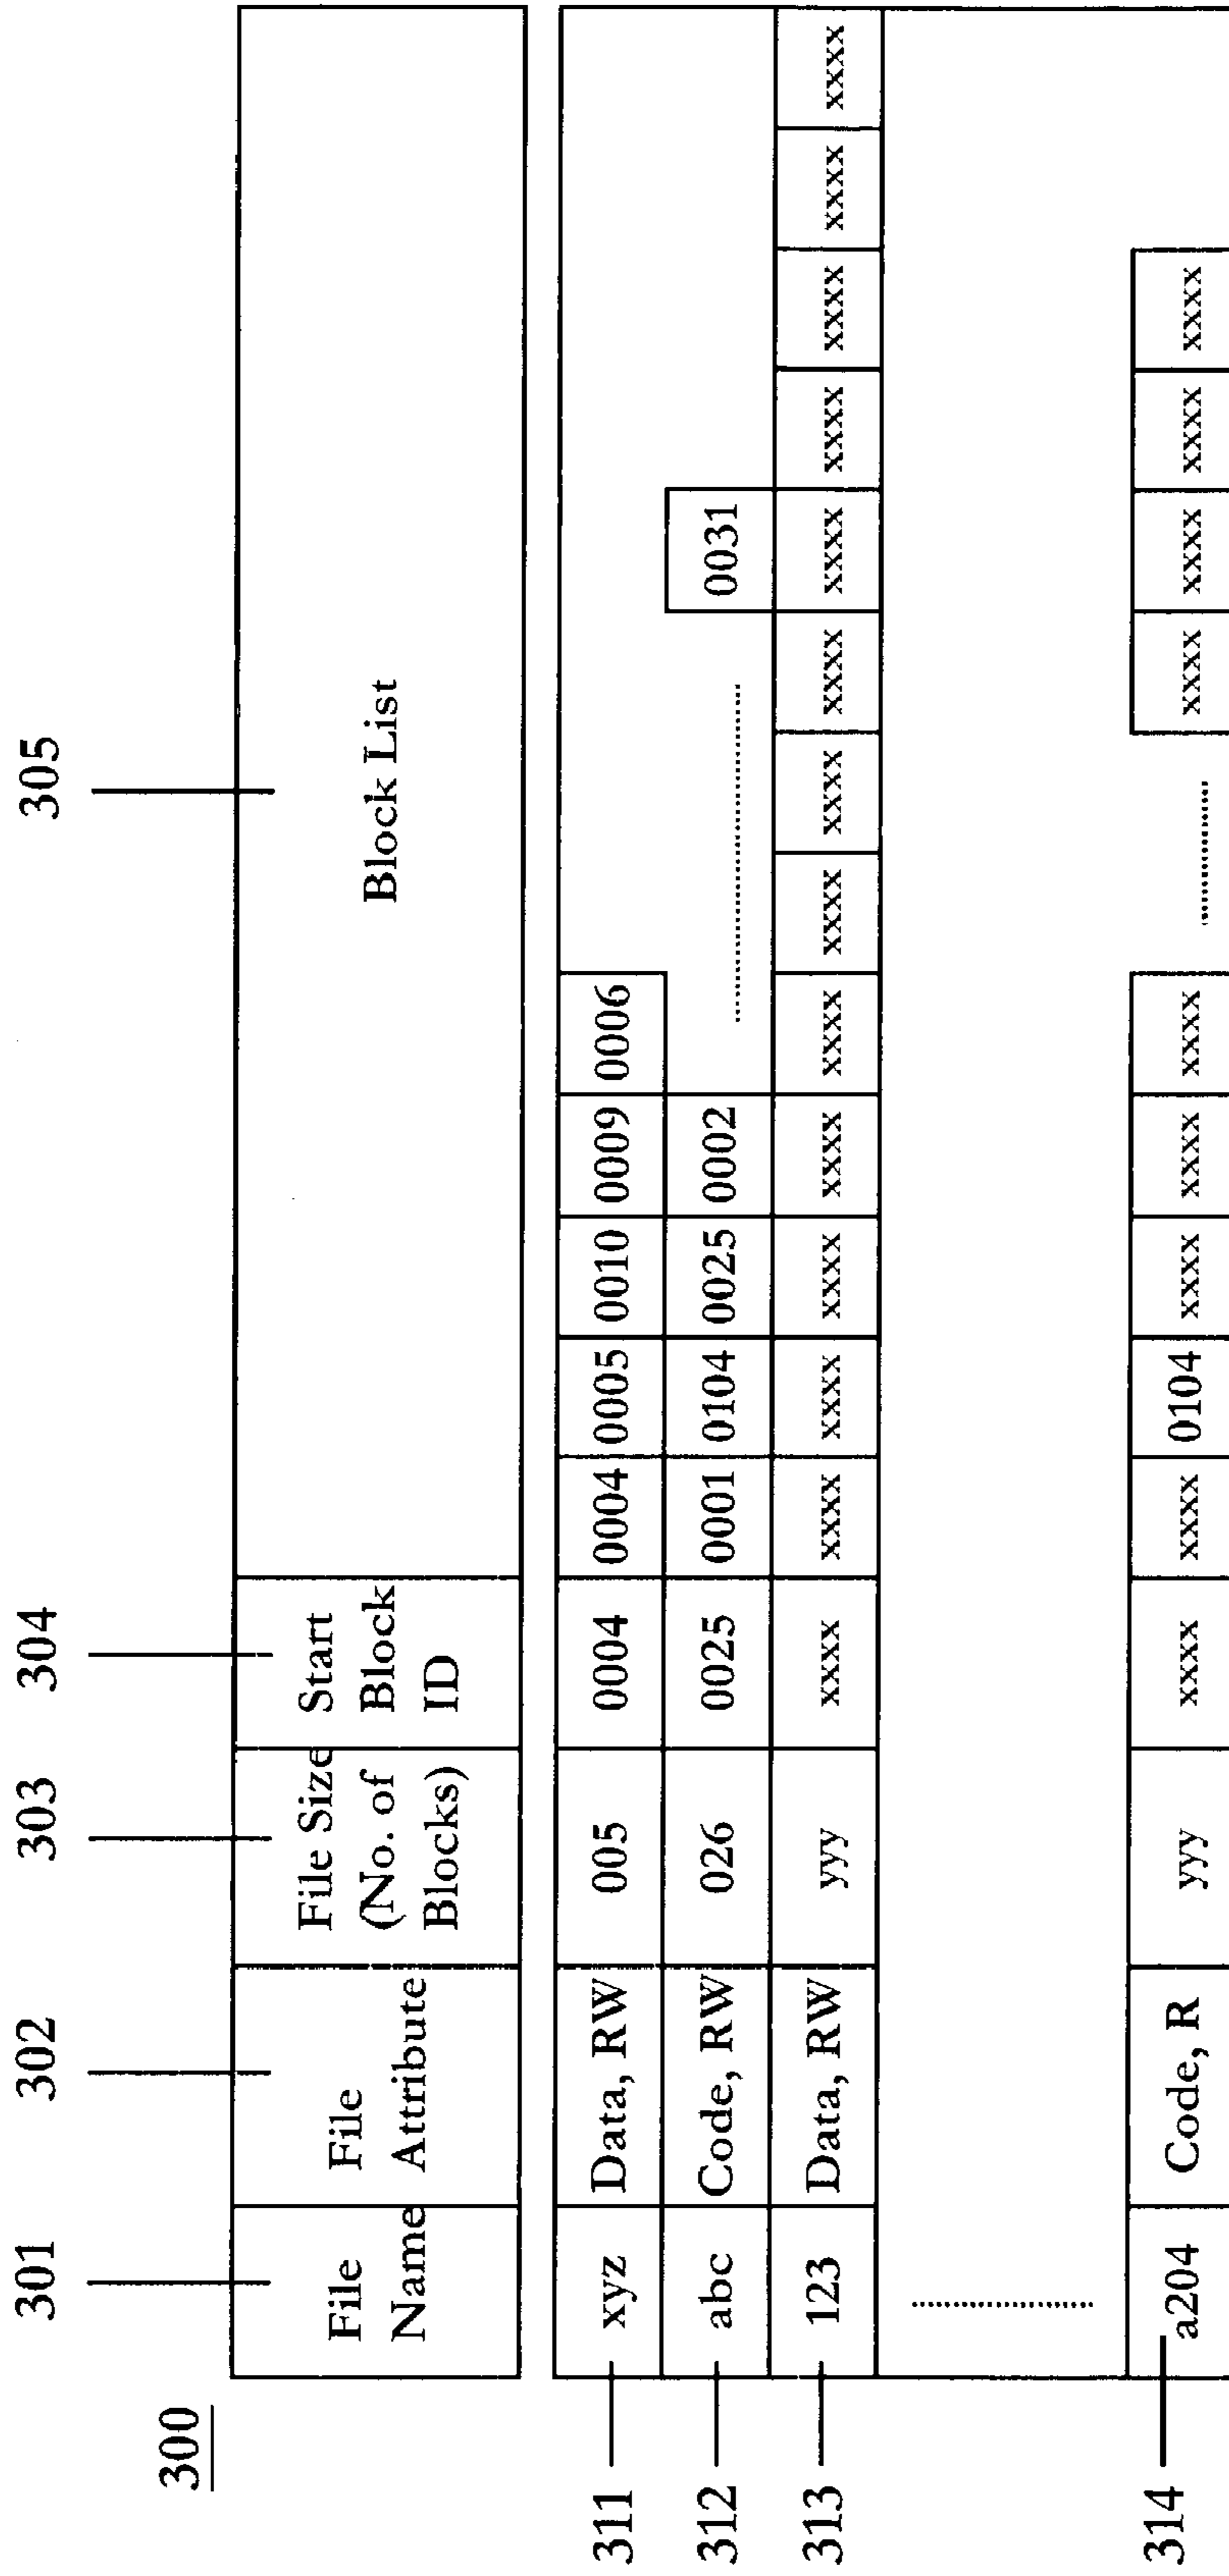 300
301 302 303 304 305
File Name File Attribute File Size (No. of Blocks) Start Block ID Block List
311 xyz Data, RW 005 0004 0004 0005 0010 0009 0006
312 abc Code, RW 026 0025 0001 0104 0025 0002 .................... 0031
313 123 Data, RW yyy xxxx xxxx xxxx xxxx xxxx xxxx xxxx xxxx xxxx xxxx xxxx xxxx xxxx xxxx
....................
314 a204 Code, R yyy xxxx xxxx 0104 xxxx xxxx xxxx ............ xxxx xxxx xxxx xxxx